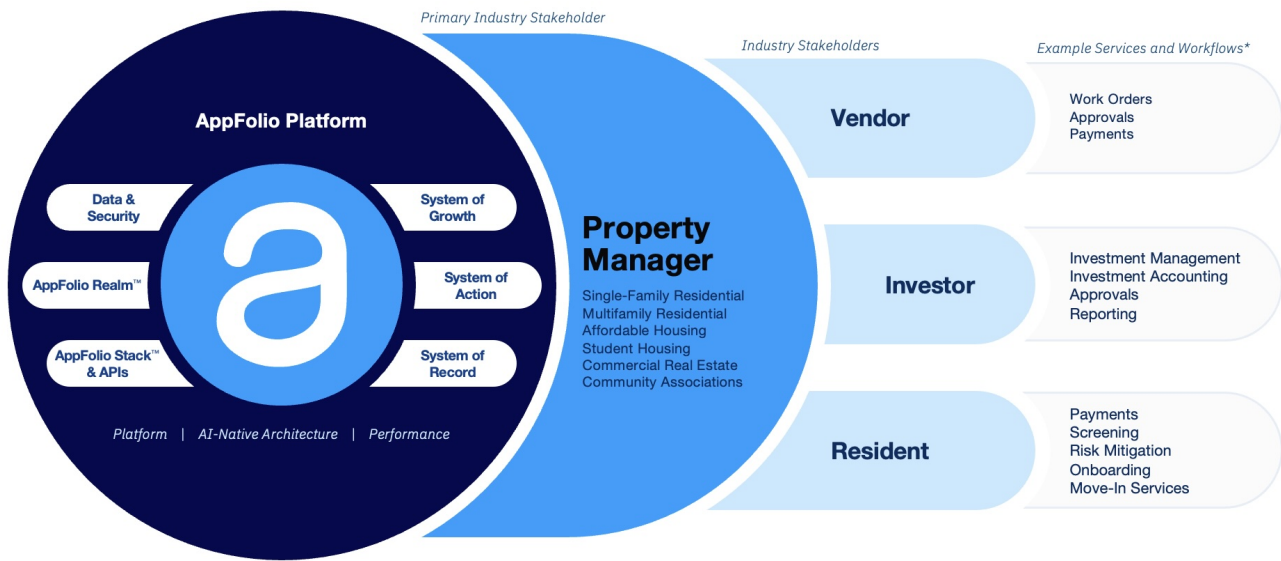 Primary Industry Stakeholder
Industry Stakeholders
Example Services and Workflows*
AppFolio Platform
Data &
Security
AppFolio Realm™
AppFolio Stack™
& APIs
System of
Growth
System of
Action
System of
Record
Platform | AI-Native Architecture | Performance
Property
Manager
Single-Family Residential
Multifamily Residential
Affordable Housing
Student Housing
Commercial Real Estate
Community Associations
Vendor
Work Orders
Approvals
Payments
Investor
Investment Management
Investment Accounting
Approvals
Reporting
Resident
Payments
Screening
Risk Mitigation
Onboarding
Move-In Services